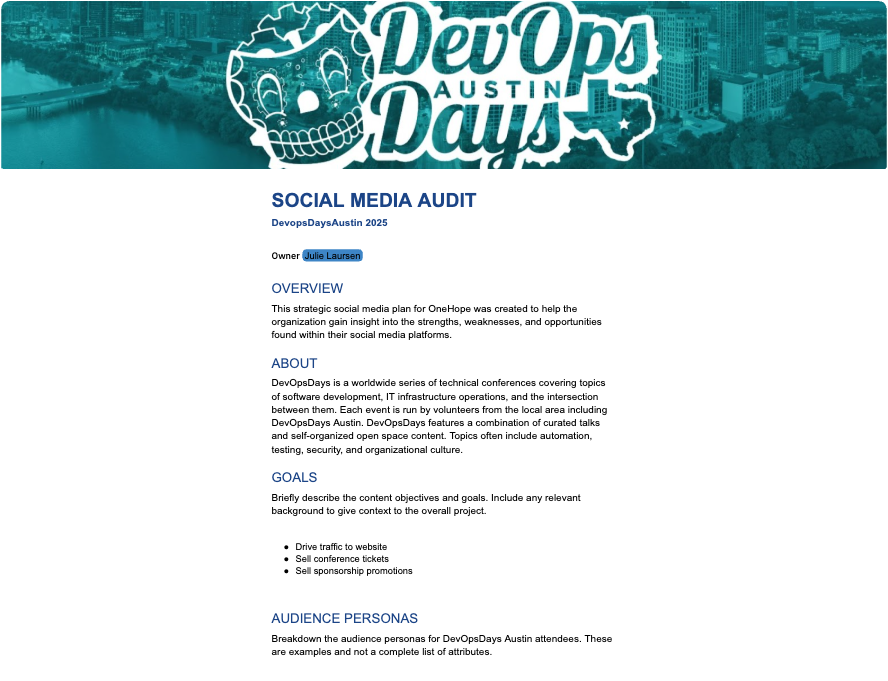 DevOps
AUSTIN
Days
SOCIAL MEDIA AUDIT
DevopsDaysAustin 2025
Owner Julie Laursen
OVERVIEW
This strategic social media plan for OneHope was created to help the
organization gain insight into the strengths, weaknesses, and opportunities
found within their social media platforms.
ABOUT
DevOpsDays is a worldwide series of technical conferences covering topics
of software development, IT infrastructure operations, and the intersection
between them. Each event is run by volunteers from the local area including
DevOpsDays Austin. DevOpsDays features a combination of curated talks
and self-organized open space content. Topics often include automation,
testing, security, and organizational culture.
GOALS
Briefly describe the content objectives and goals. Include any relevant
background to give context to the overall project.
● Drive traffic to website
● Sell conference tickets
● Sell sponsorship promotions
AUDIENCE PERSONAS
Breakdown the audience personas for DevOpsDays Austin attendees. These
are examples and not a complete list of attributes.